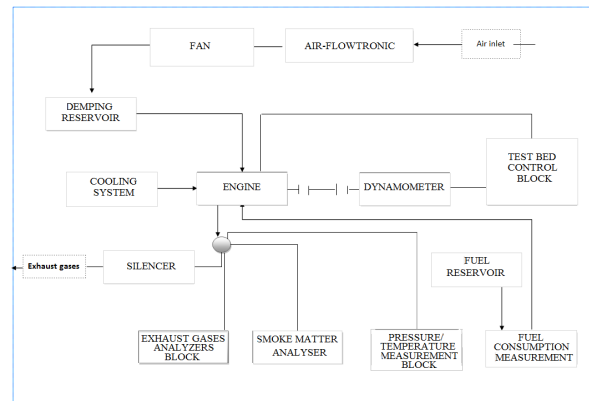 FAN
AIR-FLOWTRONIC
Air inlet
DEMPING
RESERVOIR
TEST BED
CONTROL
BLOCK
COOLING
SYSTEM
ENGINE
DYNAMOMETER
Exhaust gases
SILENCER
FUEL
RESERVOIR
EXHAUST GASES
ANALYZERS
BLOCK
SMOKE MATTER
ANALYSER
PRESSURE/
TEMPERATURE
MEASUREMENT
BLOCK
FUEL
CONSUMPTION
MEASUREMENT